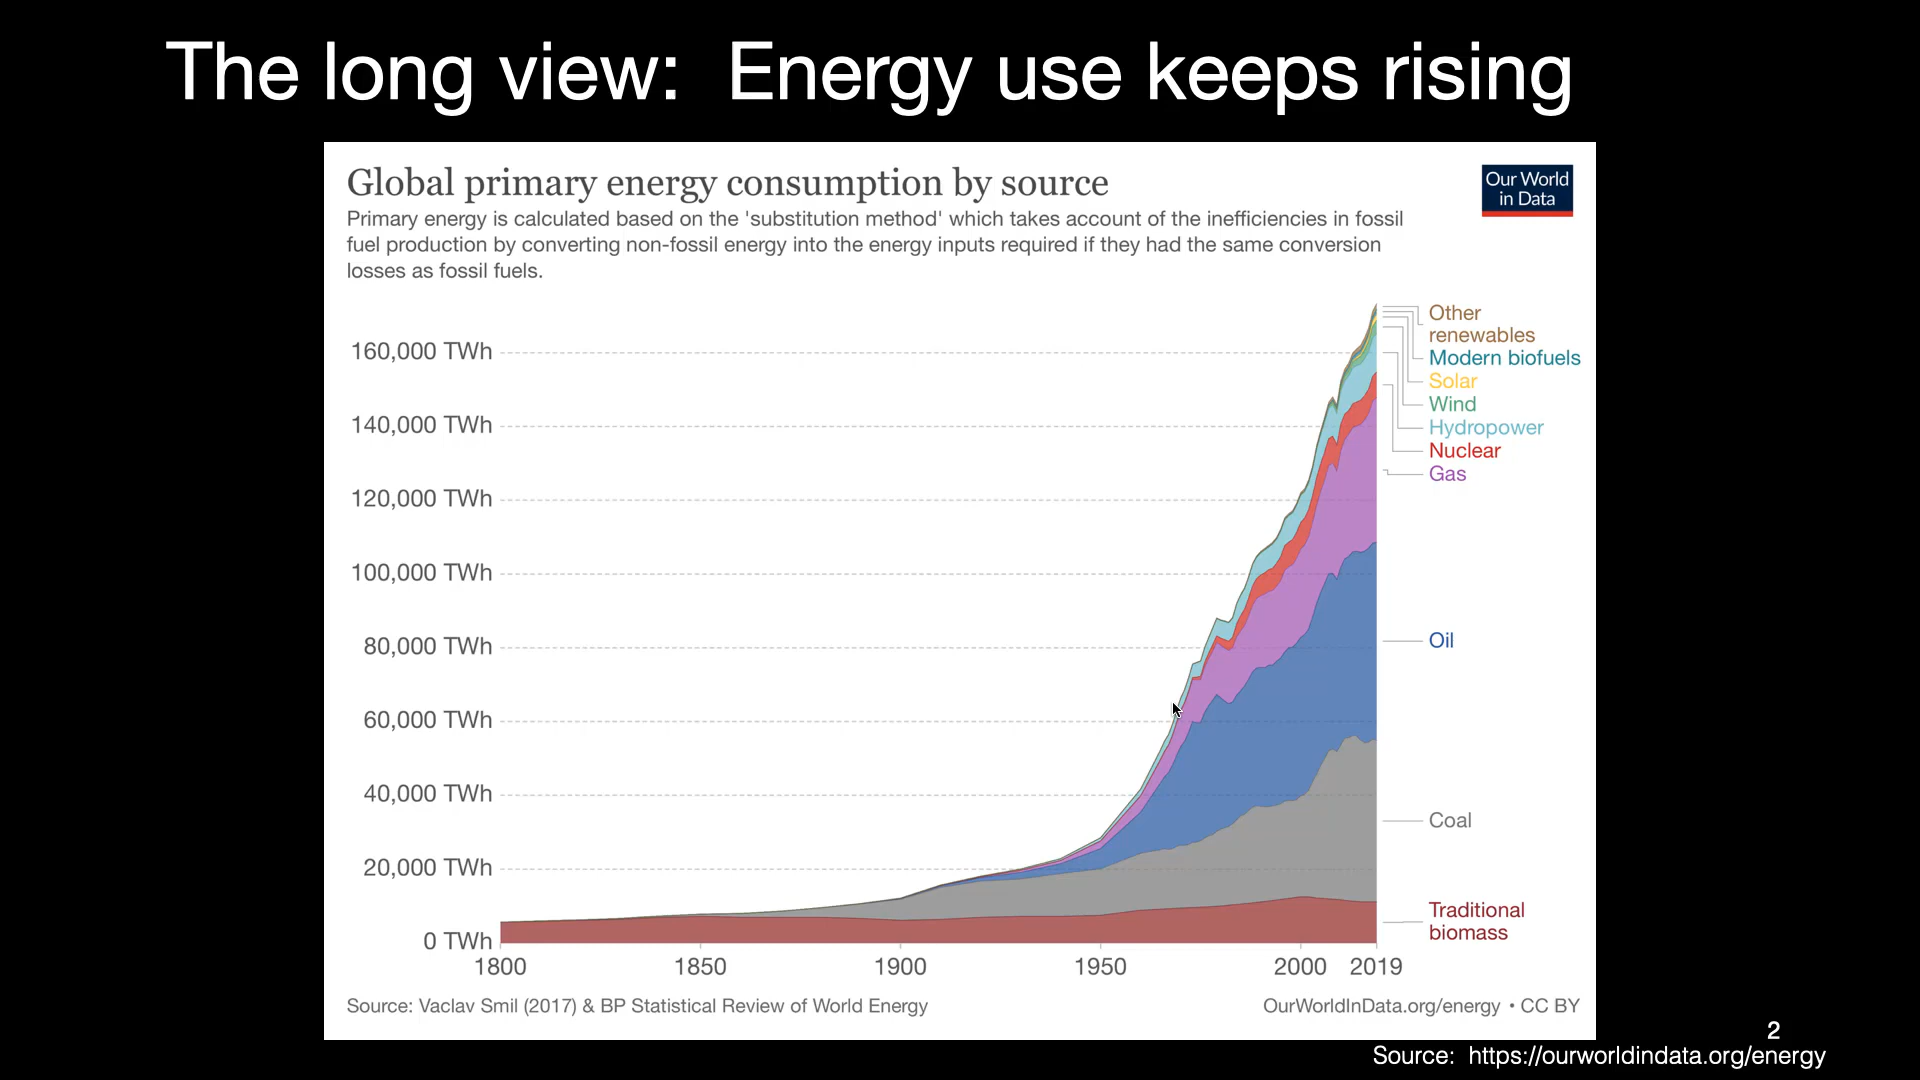 The long view:  Energy use keeps rising
Global primary energy consumption by source
Our World
in Data
Primary energy is calculated based on the 'substitution method' which takes account of the inefficiencies in fossil
fuel production by converting non-fossil energy into the energy inputs required if they had the same conversion
losses as fossil fuels.
160,000 TWh
140,000 TWh
120,000 TWh
100,000 TWh
80,000 TWh
60,000 TWh
40,000 TWh
20,000 TWh
0 TWh
Other
renewables
Modern biofuels
Solar
Wind
Hydropower
Nuclear
Gas
Oil
Coal
Traditional
biomass
1800 1850 1900 1950 2000 2019
Source: Vaclav Smil (2017) & BP Statistical Review of World Energy
OurWorldInData.org/energy • CC BY
2
Source:  https://ourworldindata.org/energy